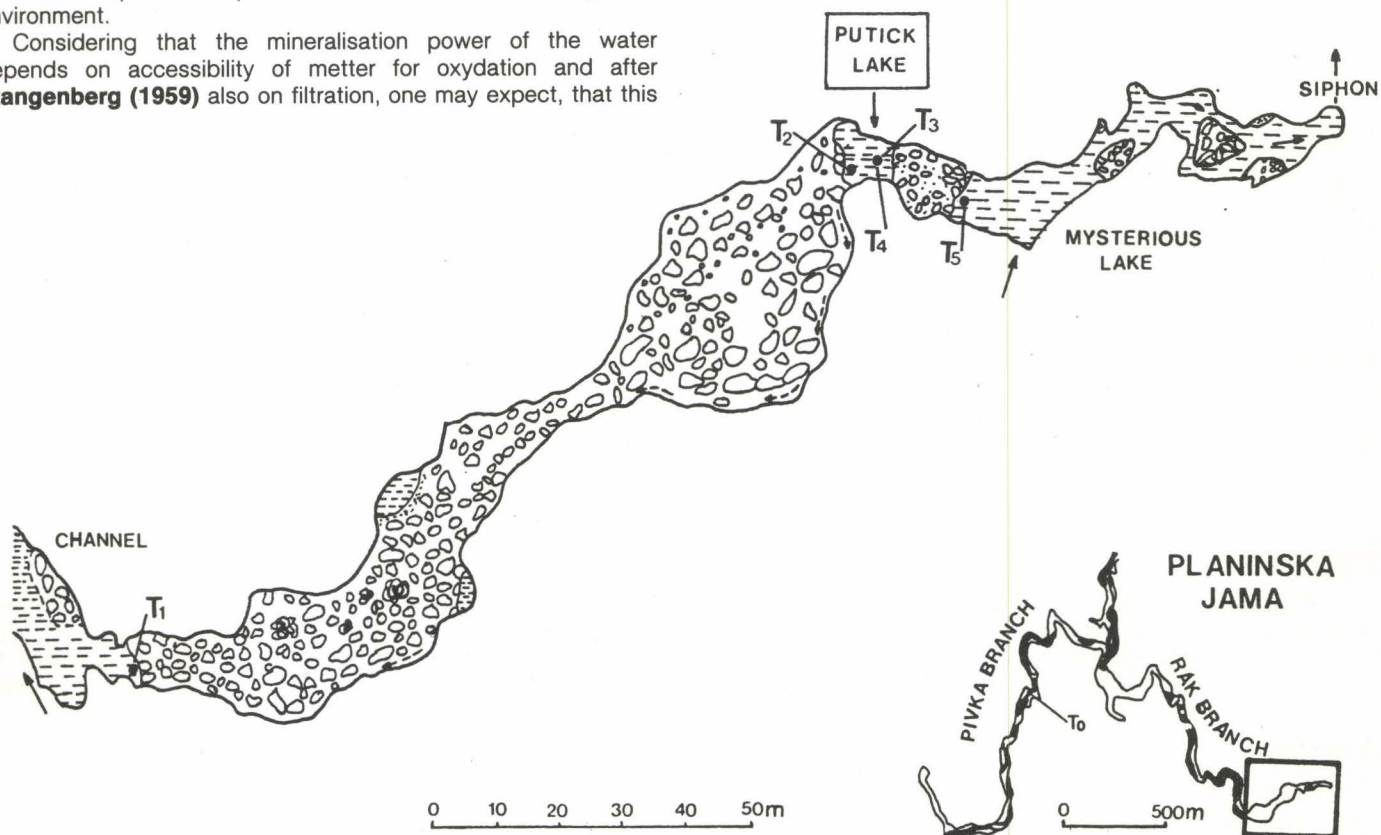 nvironment.
Considering that the mineralisation power of the water
epends on accessibility of metter for oxydation and after
angenberg (1959) also on filtration, one may expect, that this
PUTICK
LAKE
SIPHON
T2
T3
T4
T5
MYSTERIOUS
LAKE
CHANNEL
T1
PLANINSKA
JAMA
PIVKA BRANCH
RAK BRANCH
To
0 10 20 30 40 50m
0 500m